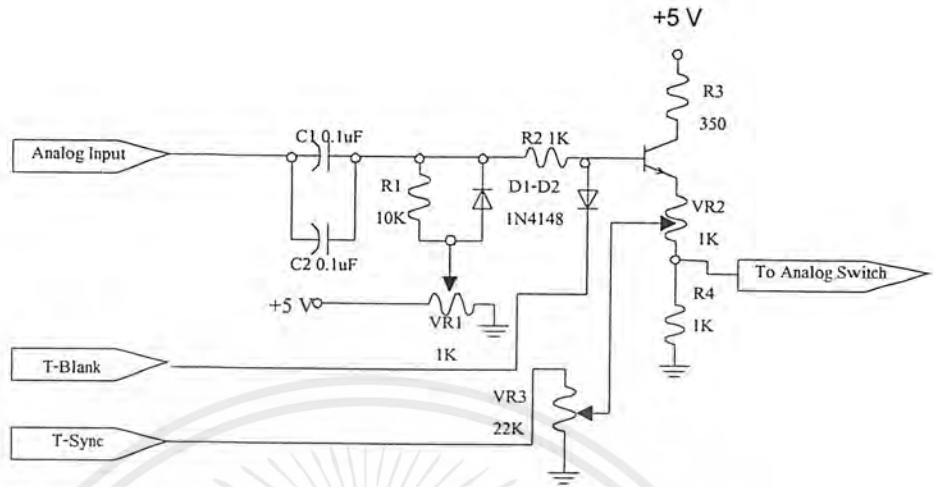 +5 V
R3
350
C1 0.1uF
R2 1K
Analog Input
R1
10K
D1-D2
1N4148
VR2
1K
C2 0.1uF
To Analog Switch
+5 V
VR1
1K
R4
1K
T-Blank
VR3
22K
T-Sync